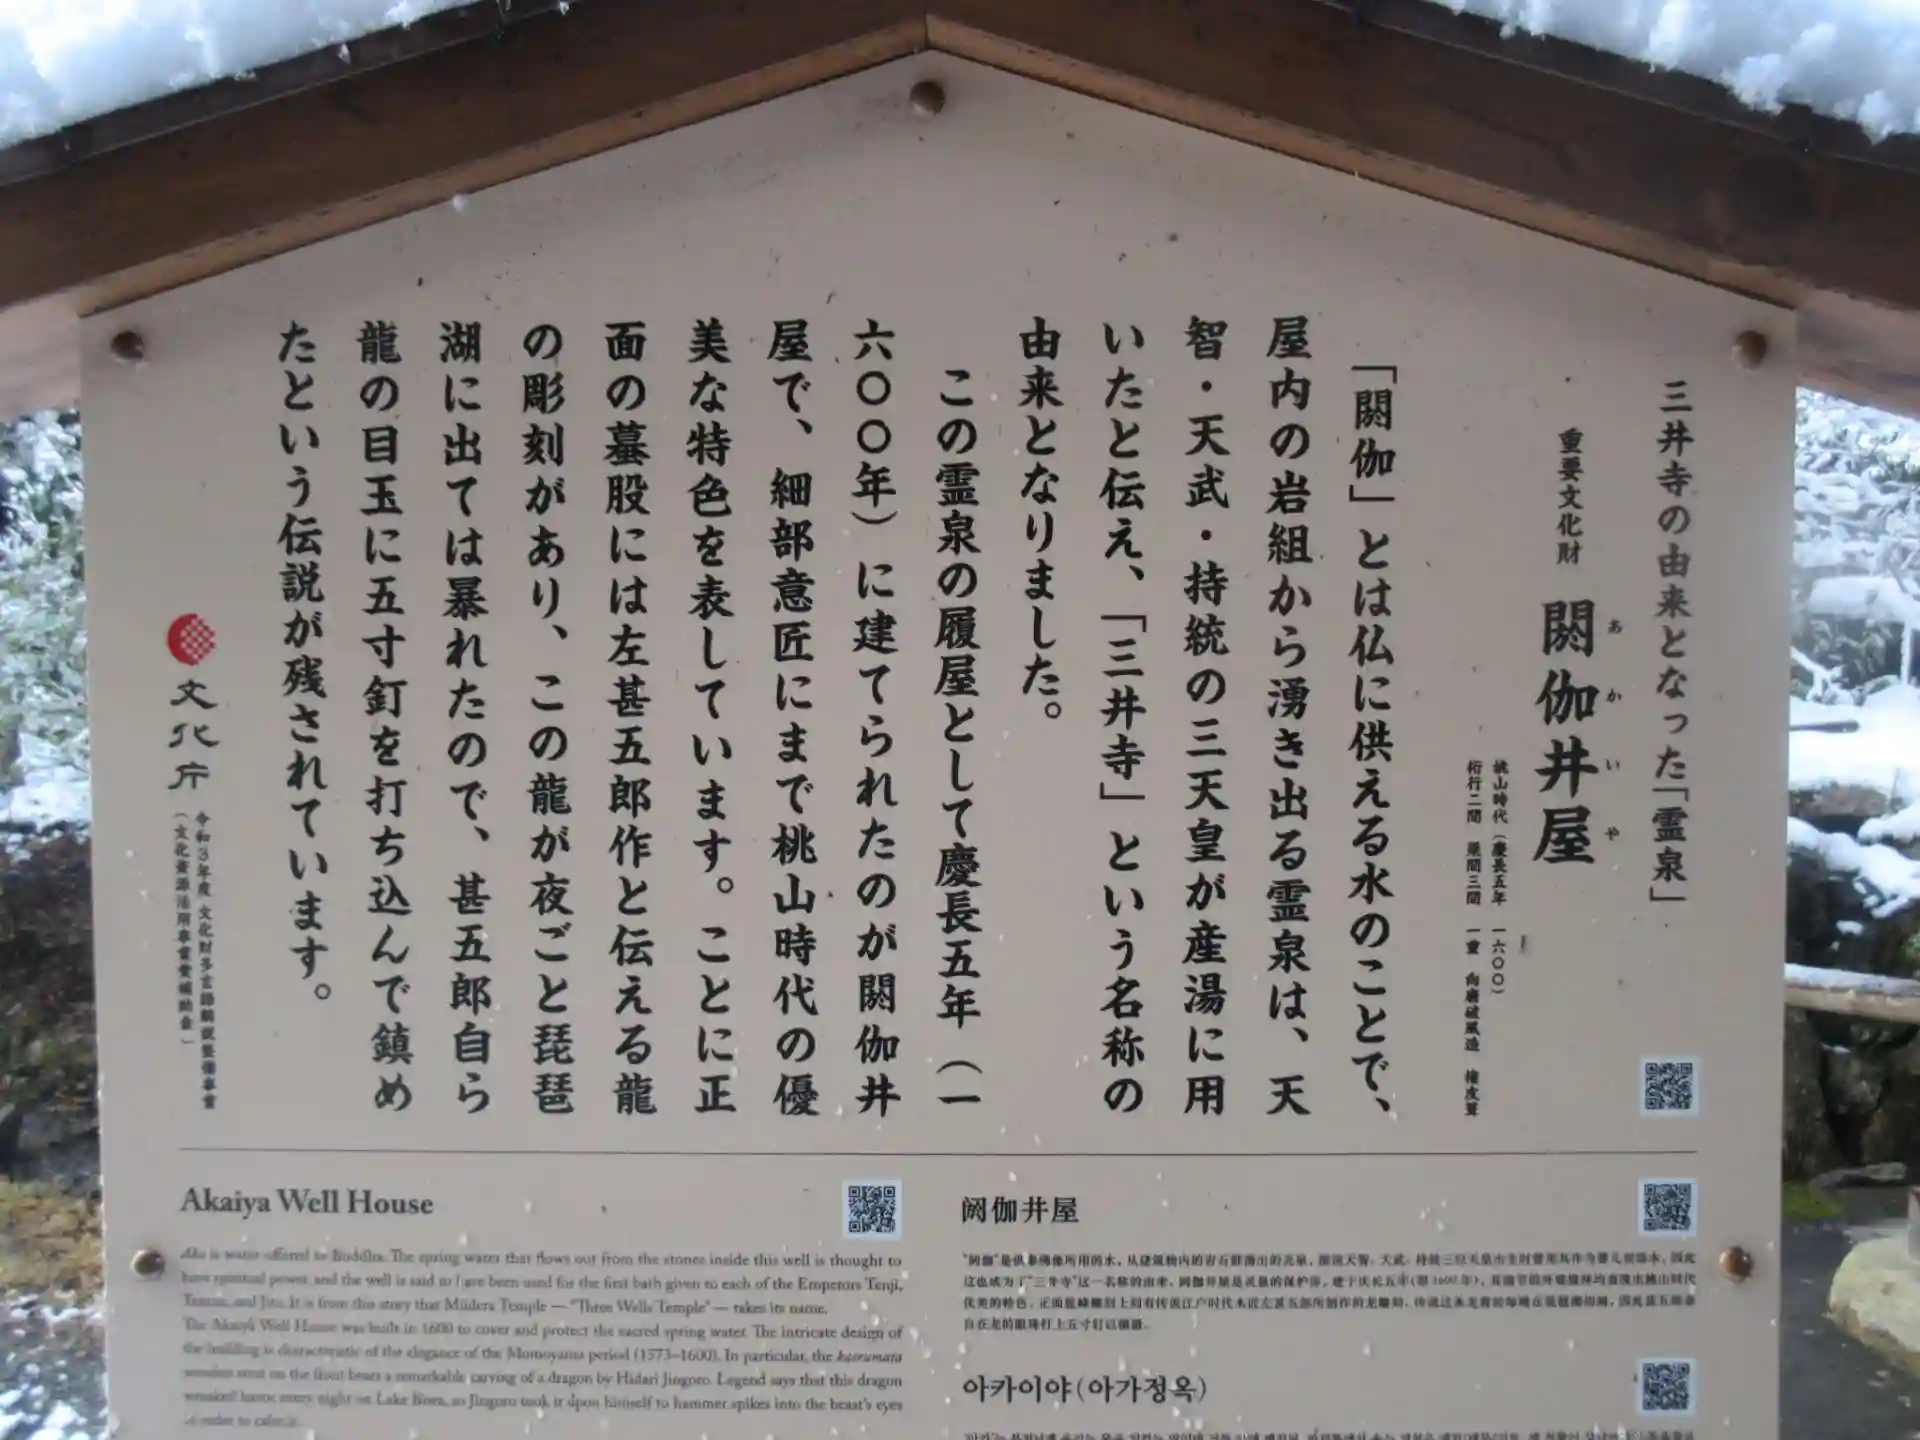 三井寺の由来となった「霊泉」
重要文化財 閼伽井屋
あかいや
桃山時代（慶長五年 一六〇〇）
桁行二間 梁間三間 一重 向唐破風造 檜皮葺
「閼伽」とは仏に供える水のことで、
屋内の岩組から湧き出る霊泉は、天
智・天武・持統の三天皇が産湯に用
いたと伝え、「三井寺」という名称の
由来となりました。
この霊泉の履屋として慶長五年（一
六〇〇年）に建てられたのが閼伽井
屋で、細部意匠にまで桃山時代の優
美な特色を表しています。ことに正
面の蟇股には左甚五郎作と伝える龍
の彫刻があり、この龍が夜ごと琵琶
湖に出ては暴れたので、甚五郎自ら
龍の目玉に五寸釘を打ち込んで鎮め
たという伝説が残されています。
文化庁
令和3年度 文化財多言語解説整備事業
（文化資源活用事業費補助金）
Akaiya Well House
Aka is water offered to Buddha. The spring water that flows out from the stones inside this well is thought to
have spiritual power, and the well is said to have been used for the first bath given to each of the Emperors Tenji,
Tenmu, and Jito. It is from this story that Miidera Temple — "Three Wells Temple" — takes its name.
The Akaiya Well House was built in 1600 to cover and protect the sacred spring water. The intricate design of
the building is characteristic of the elegance of the Momoyama period (1573–1600). In particular, the kaerumata
wooden strut on the front bears a remarkable carving of a dragon by Hidari Jingoro. Legend says that this dragon
wreaked havoc every night on Lake Biwa, so Jingoro took it upon himself to hammer spikes into the beast's eyes
in order to calm it.
阏伽井屋
아카이야(아가정옥)